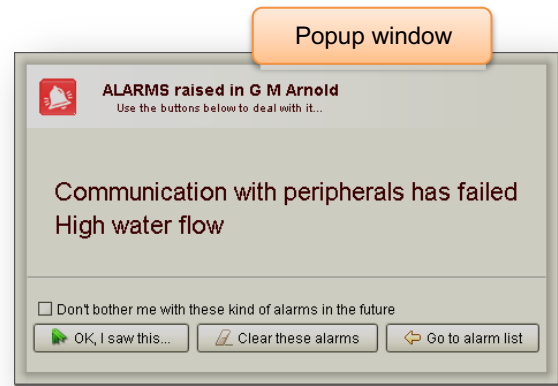 Popup window
ALARMS raised in G M Arnold
Use the buttons below to deal with it...
Communication with peripherals has failed
High water flow
Don't bother me with these kind of alarms in the future
OK, I saw this... Clear these alarms Go to alarm list